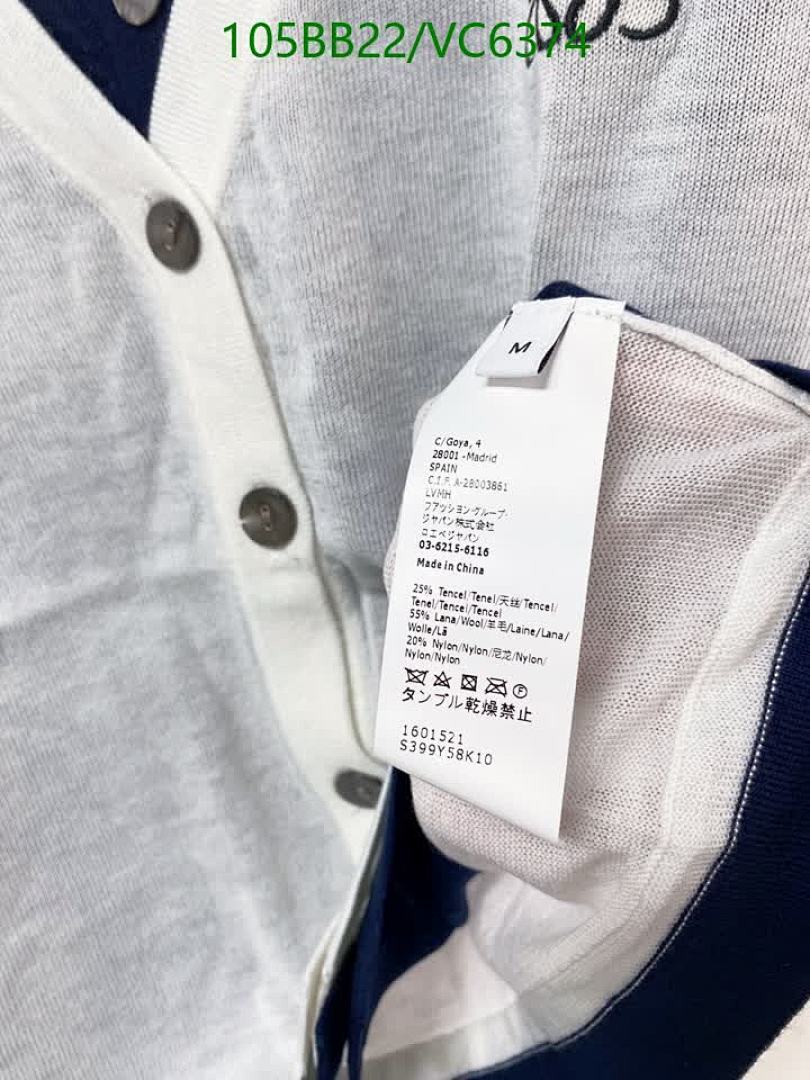 105BB22/VC6374
M
C/Goya, 4
28001 -Madrid
SPAIN
C.I.F. A-28003861
LVMH
ファッション・グループ・
ジャパン株式会社
ロエベジャパン
03-6215-6116
Made in China
25% Tencel/Tenel/天丝/Tencel/
Tenel/Tencel/Tencel
55% Lana/Wool/羊毛/Laine/Lana/
Wolle/Lã
20% Nylon/Nylon/尼龙/Nylon/
Nylon/Nylon
タンブル乾燥禁止
1601521
S399Y58K10